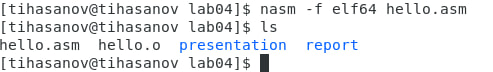 [tihasanov@tihasanov lab04]$ nasm -f elf64 hello.asm
[tihasanov@tihasanov lab04]$ ls
hello.asm  hello.o  presentation  report
[tihasanov@tihasanov lab04]$